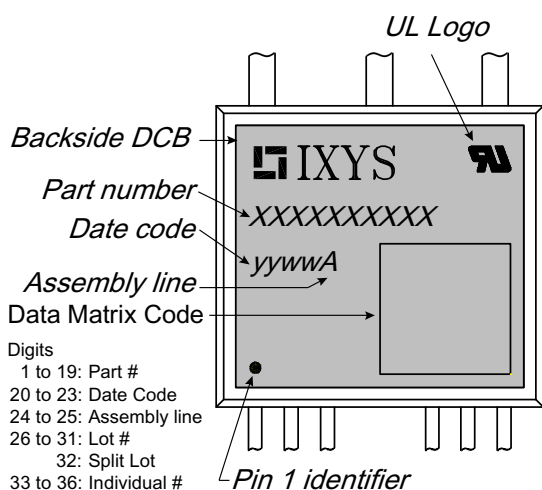 UL Logo
Backside DCB
IXYS
Part number
XXXXXXXXXX
Date code
yywwA
Assembly line
Data Matrix Code
Digits
1 to 19: Part #
20 to 23: Date Code
24 to 25: Assembly line
26 to 31: Lot #
32: Split Lot
33 to 36: Individual #
Pin 1 identifier